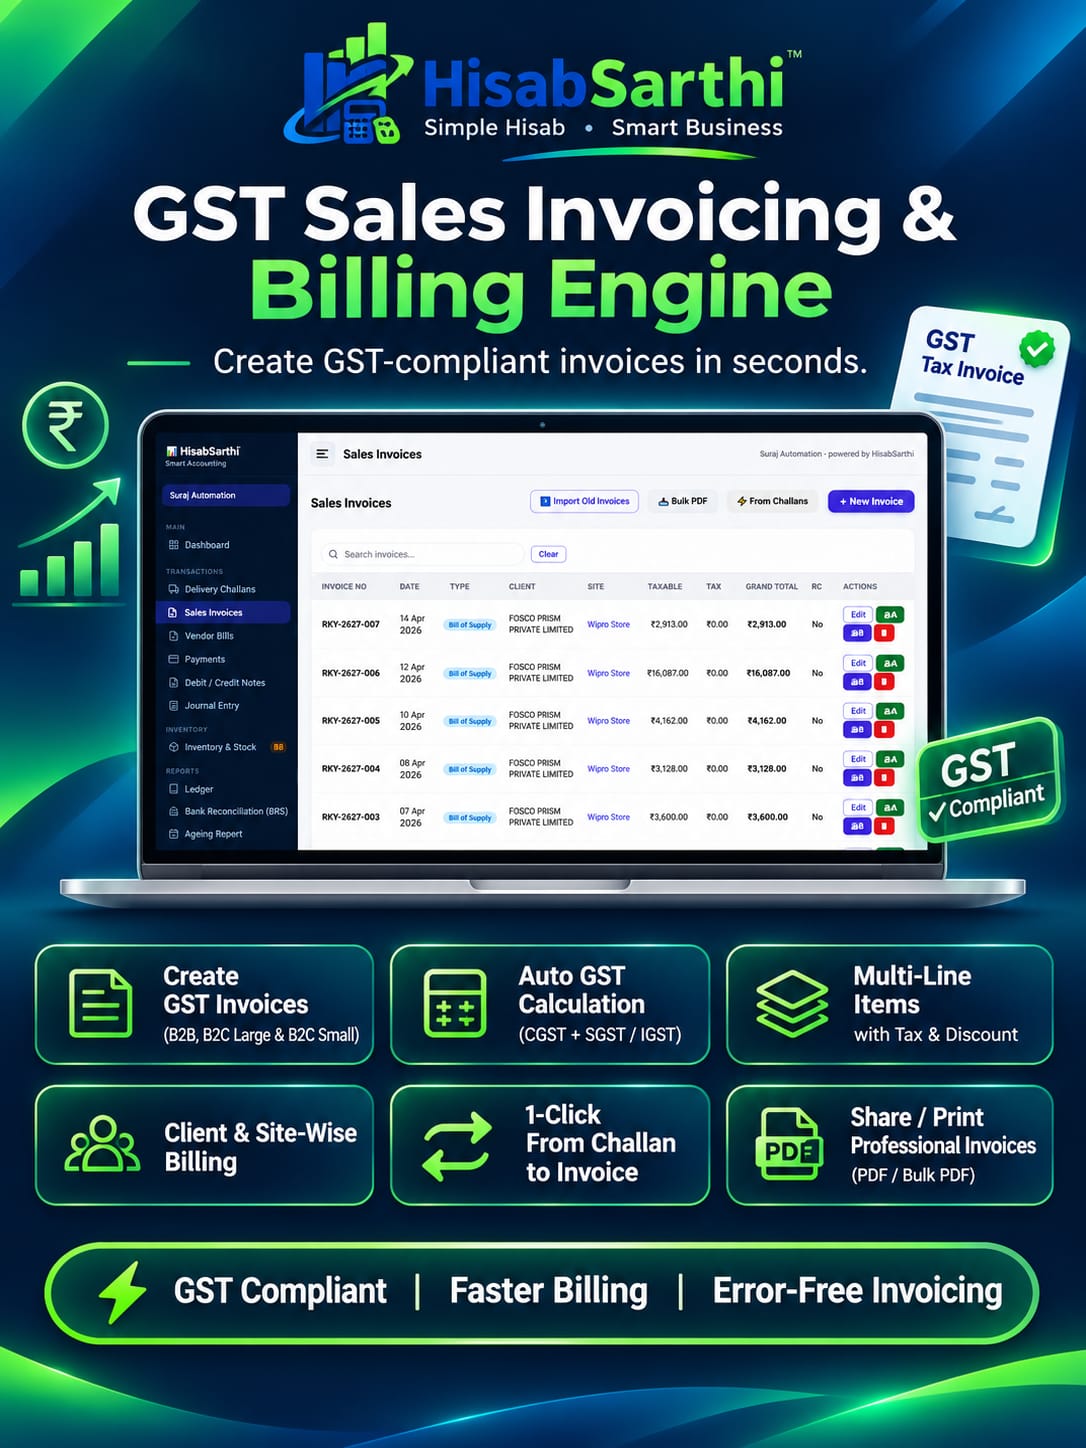 HisabSarthi™
Simple Hisab • Smart Business
GST Sales Invoicing &
Billing Engine
Create GST-compliant invoices in seconds.
GST
Tax Invoice
₹
HisabSarthi
Smart Accounting
Suraj Automation
MAIN
Dashboard
TRANSACTIONS
Delivery Challans
Sales Invoices
Vendor Bills
Payments
Debit / Credit Notes
Journal Entry
INVENTORY
Inventory & Stock
REPORTS
Ledger
Bank Reconciliation (BRS)
Ageing Report
Sales Invoices
Suraj Automation - powered by HisabSarthi
Sales Invoices
Import Old Invoices
Bulk PDF
From Challans
+ New Invoice
Search invoices...
Clear
INVOICE NO DATE TYPE CLIENT SITE TAXABLE TAX GRAND TOTAL RC ACTIONS
RKY-2627-007 14 Apr 2026 Bill of Supply FOSCO PRISM PRIVATE LIMITED Wipro Store ₹2,913.00 ₹0.00 ₹2,913.00 No Edit
RKY-2627-006 12 Apr 2026 Bill of Supply FOSCO PRISM PRIVATE LIMITED Wipro Store ₹16,087.00 ₹0.00 ₹16,087.00 No Edit
RKY-2627-005 10 Apr 2026 Bill of Supply FOSCO PRISM PRIVATE LIMITED Wipro Store ₹4,162.00 ₹0.00 ₹4,162.00 No Edit
RKY-2627-004 08 Apr 2026 Bill of Supply FOSCO PRISM PRIVATE LIMITED Wipro Store ₹3,128.00 ₹0.00 ₹3,128.00 No Edit
RKY-2627-003 07 Apr 2026 Bill of Supply FOSCO PRISM PRIVATE LIMITED Wipro Store ₹3,600.00 ₹0.00 ₹3,600.00 No Edit
GST
✓Compliant
Create
GST Invoices
(B2B, B2C Large & B2C Small)
Auto GST
Calculation
(CGST + SGST / IGST)
Multi-Line
Items
with Tax & Discount
Client & Site-Wise
Billing
1-Click
From Challan
to Invoice
PDF
Share / Print
Professional Invoices
(PDF / Bulk PDF)
GST Compliant | Faster Billing | Error-Free Invoicing